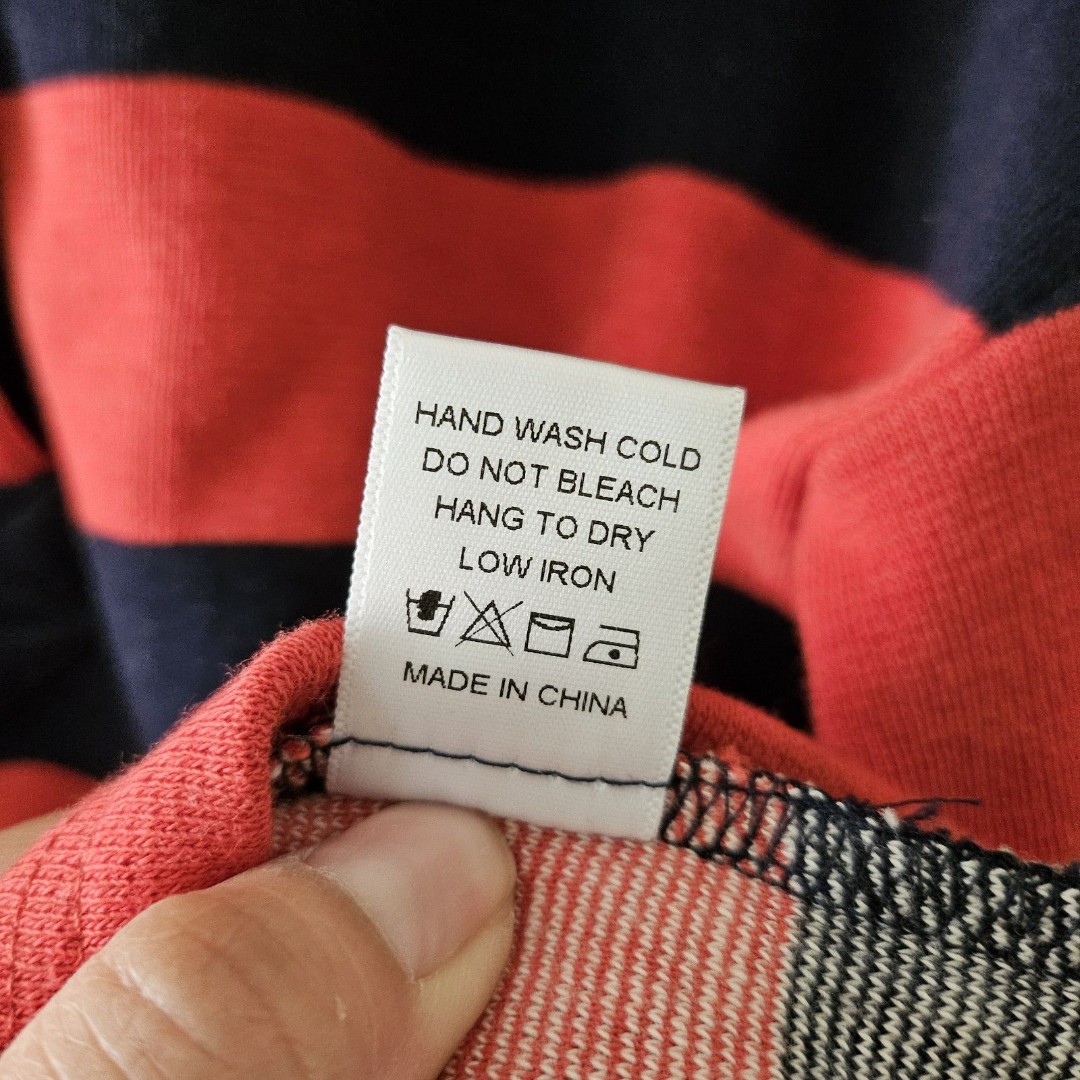 HAND WASH COLD
DO NOT BLEACH
HANG TO DRY
LOW IRON
MADE IN CHINA